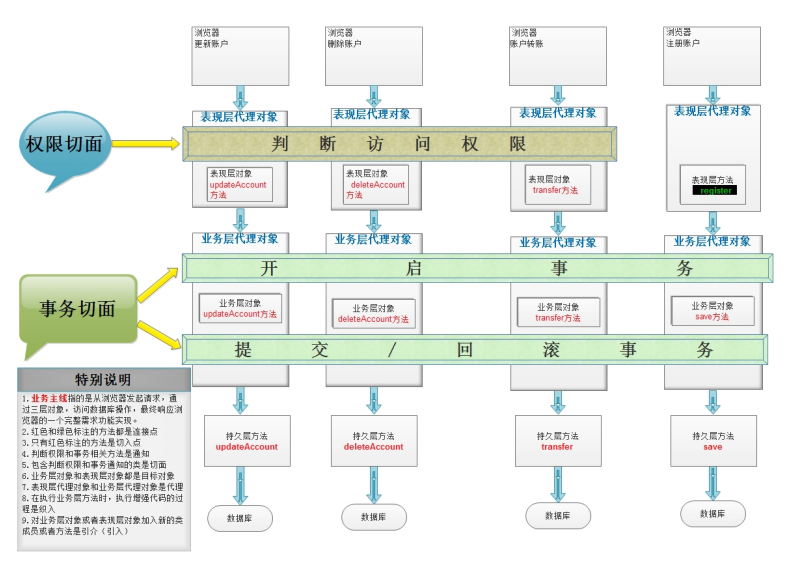 浏览器
更新账户
浏览器
删除账户
浏览器
账户转账
浏览器
注册账户
表现层代理对象
表现层代理对象
表现层代理对象
表现层代理对象
权限切面
判断访问权限
表现层对象
updateAccount
方法
表现层对象
deleteAccount
方法
表现层对象
transfer方法
表现层方法
register
业务层代理对象
业务层代理对象
业务层代理对象
业务层代理对象
开启事务
事务切面
业务层对象
updateAccount方法
业务层对象
deleteAccount方法
业务层对象
transfer方法
业务层对象
save方法
提交/回滚事务
特别说明
1.业务主线指的是从浏览器发起请求，通
过三层对象，访问数据库操作，最终响应浏
览器的一个完整需求功能实现。
2.红色和绿色标注的方法都是连接点
3.只有红色标注的方法是切入点
4.判断权限和事务相关方法是通知
5.包含判断权限和事务通知的类是切面
6.业务层对象和表现层对象都是目标对象
7.表现层代理对象和业务层代理对象是代理
8.在执行业务层方法时，执行增强代码的过
程是织入
9.对业务层对象或者表现层对象加入新的类
成员或者方法是引介（引入）
持久层方法
updateAccount
持久层方法
deleteAccount
持久层方法
transfer
持久层方法
save
数据库
数据库
数据库
数据库